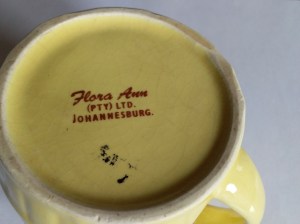 Flora Ann
(PTY) LTD.
JOHANNESBURG.